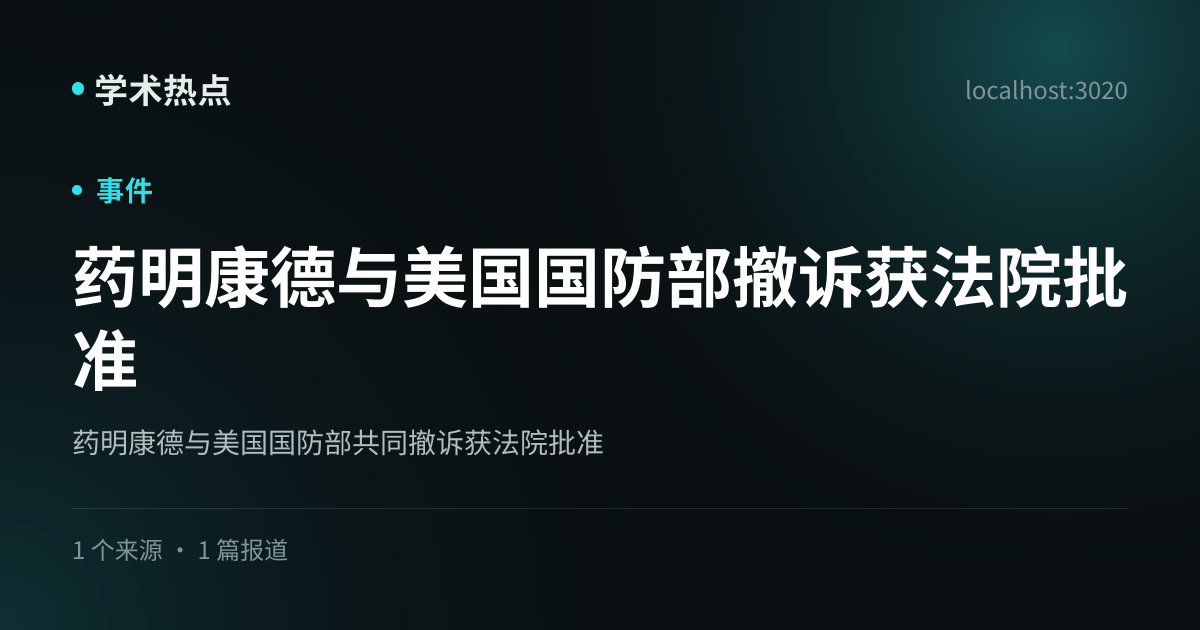 学术热点
localhost:3020
事件
药明康德与美国国防部撤诉获法院批
准
药明康德与美国国防部共同撤诉获法院批准
1 个来源 · 1 篇报道